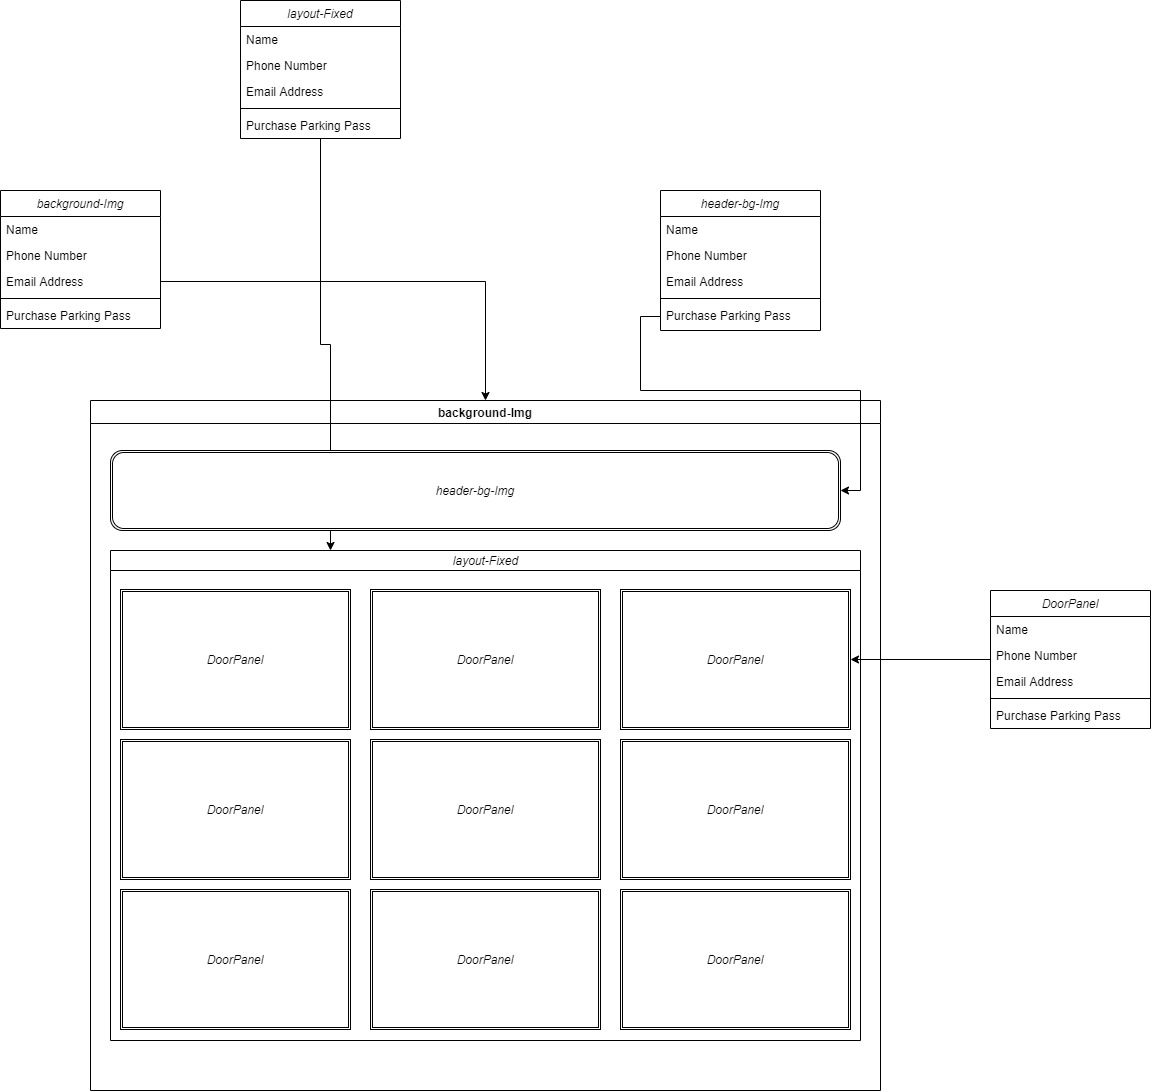 layout-Fixed
Name
Phone Number
Email Address
Purchase Parking Pass
background-Img
Name
Phone Number
Email Address
Purchase Parking Pass
header-bg-Img
Name
Phone Number
Email Address
Purchase Parking Pass
background-Img
header-bg-Img
layout-Fixed
DoorPanel
DoorPanel
DoorPanel
DoorPanel
Name
Phone Number
Email Address
Purchase Parking Pass
DoorPanel
DoorPanel
DoorPanel
DoorPanel
DoorPanel
DoorPanel